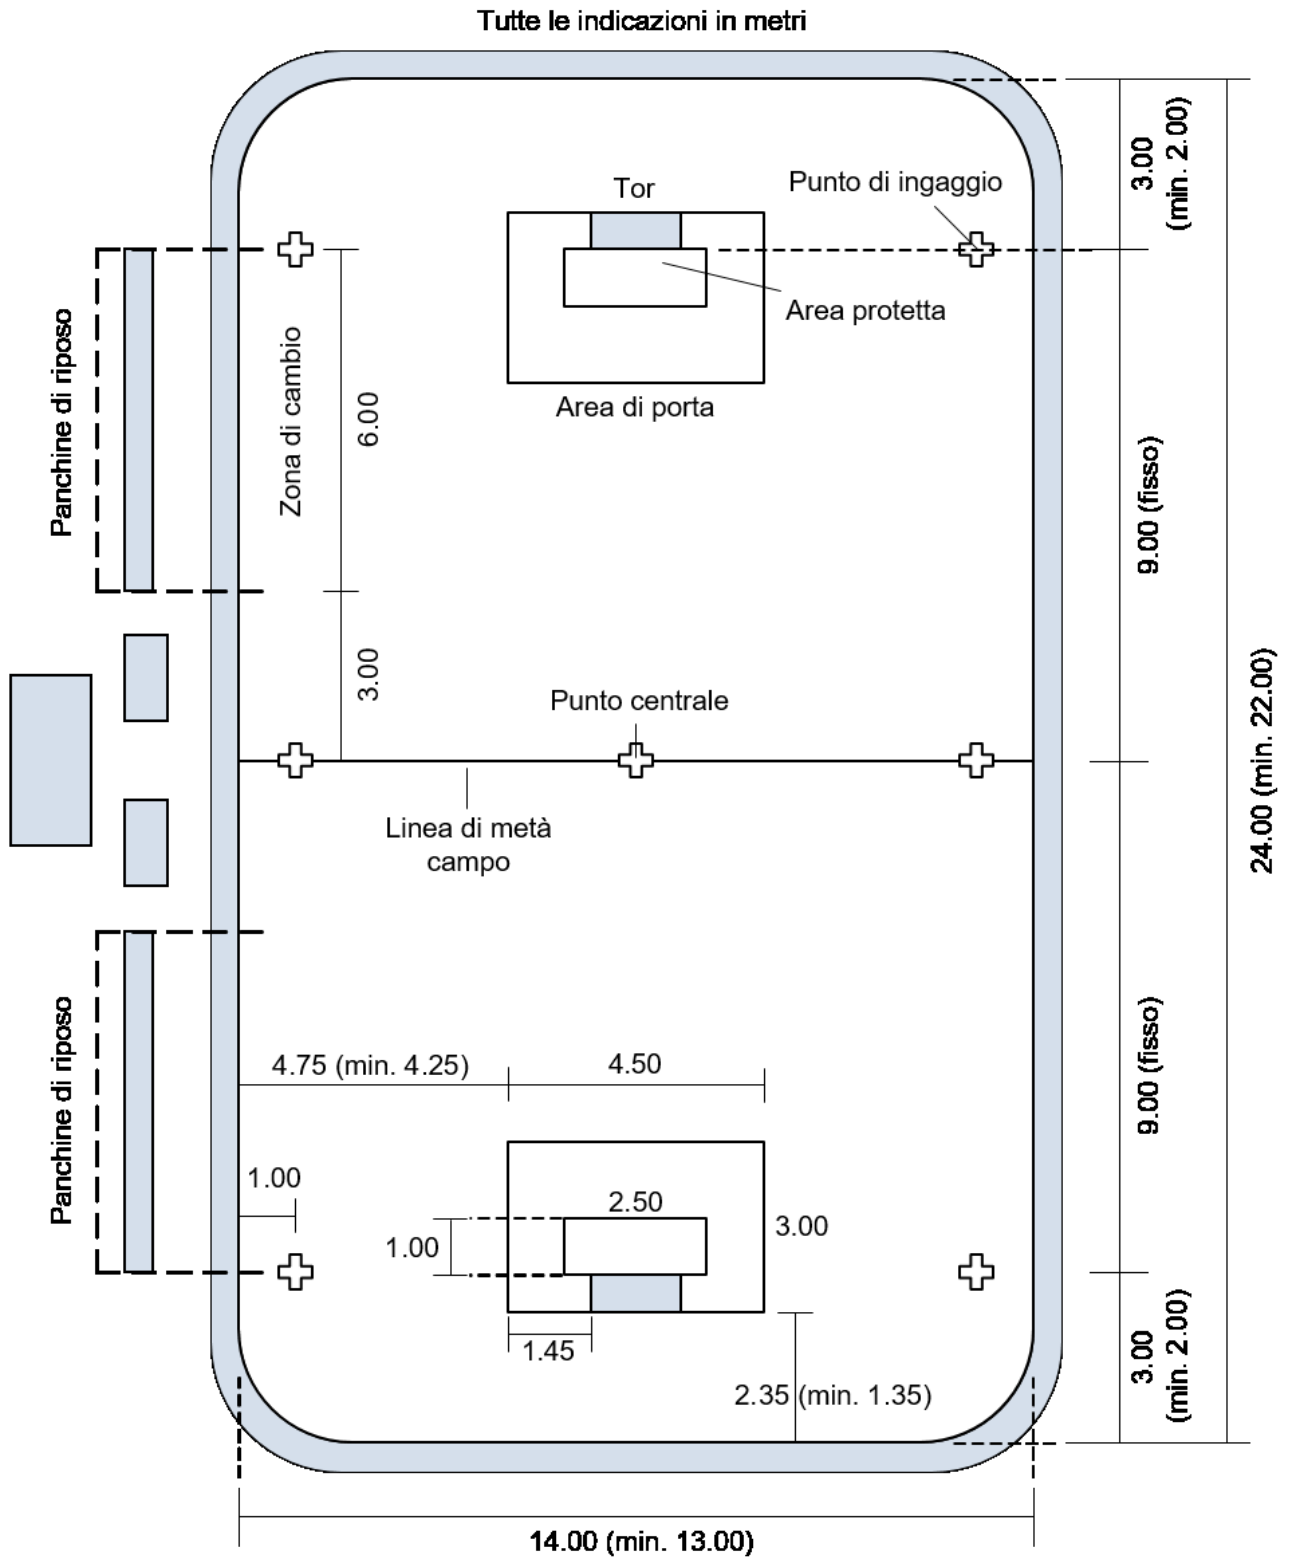 Tutte le indicazioni in metri
3.00
(min. 2.00)
Tor
Punto di ingaggio
Area protetta
Area di porta
Panchine di riposo
Zona di cambio
6.00
9.00 (fisso)
3.00
Punto centrale
24.00 (min. 22.00)
Linea di metà
campo
Panchine di riposo
4.75 (min. 4.25)
4.50
9.00 (fisso)
1.00
2.50
1.00
3.00
1.45
2.35 (min. 1.35)
3.00
(min. 2.00)
14.00 (min. 13.00)